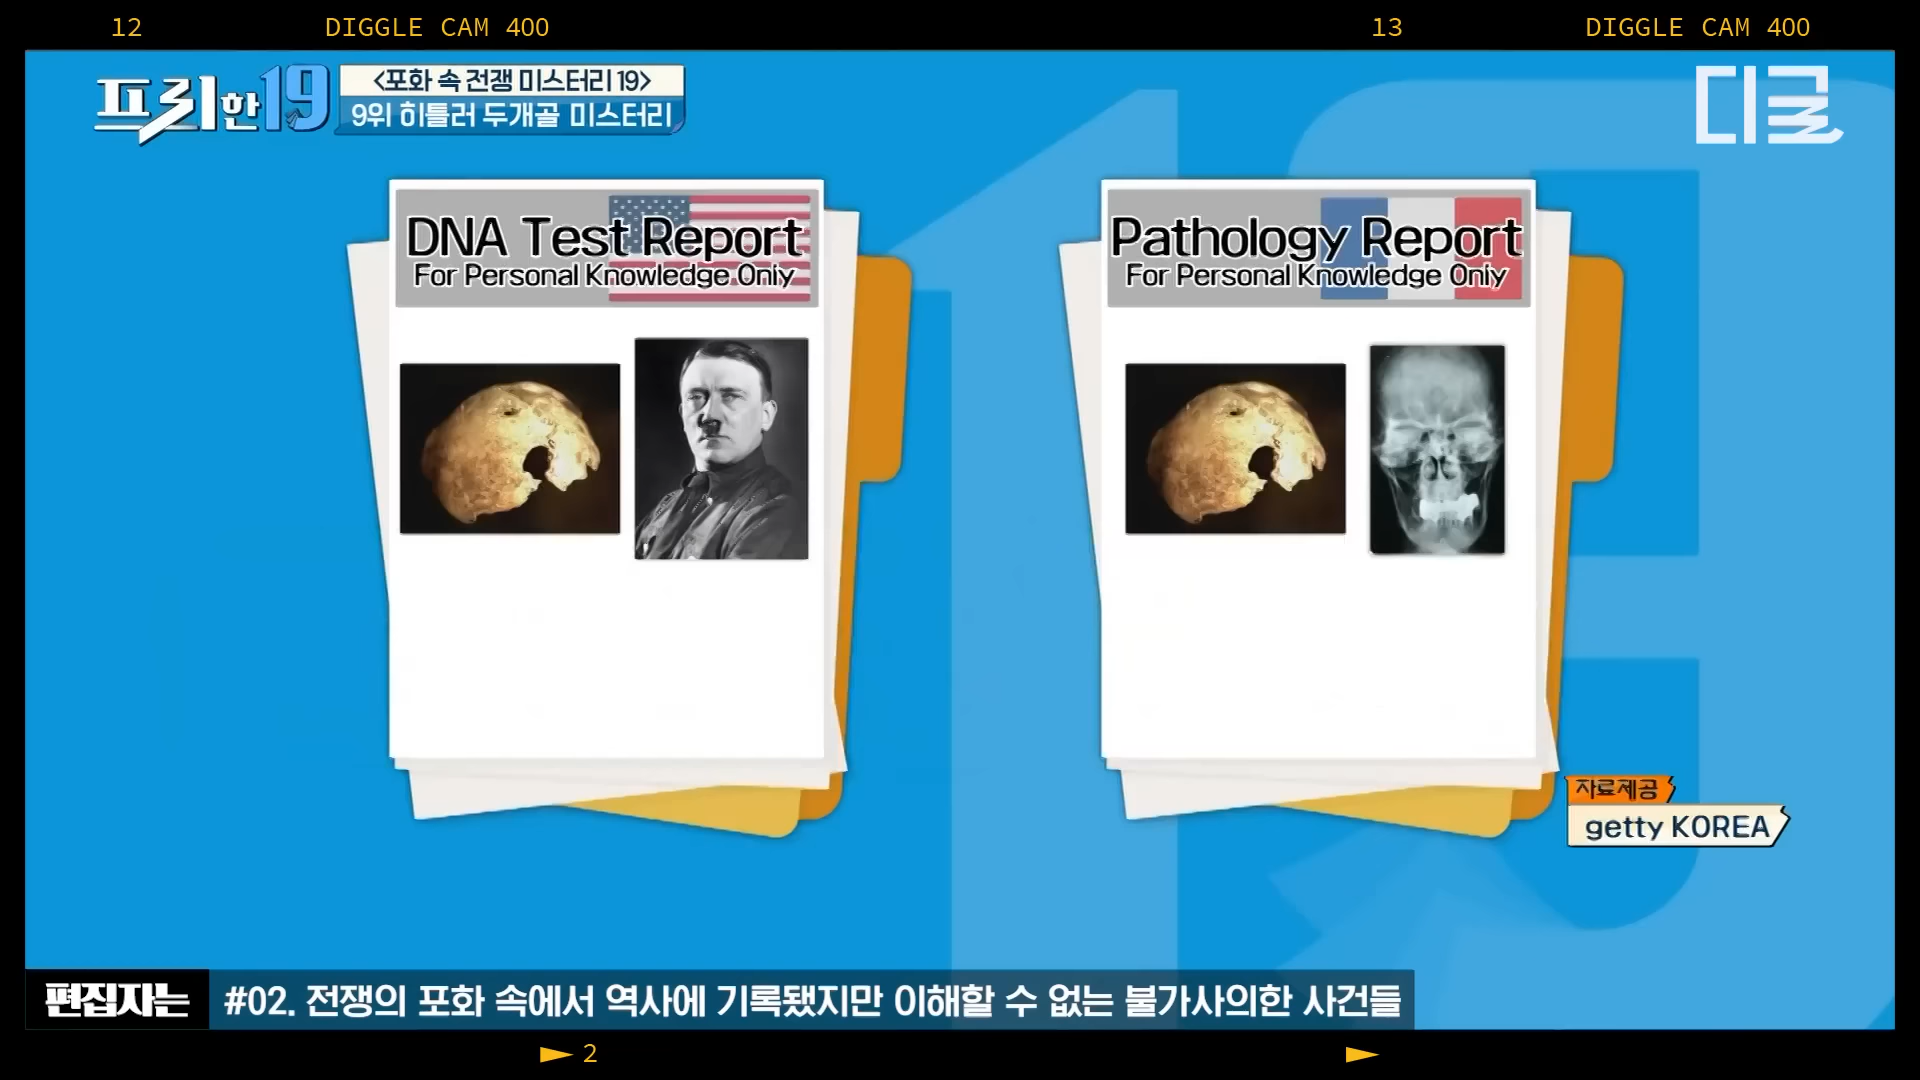 12 DIGGLE CAM 400 13 DIGGLE CAM 400
프리한19
<포화 속 전쟁 미스터리 19>
9위 히틀러 두개골 미스터리
디글
DNA Test Report
For Personal Knowledge Oniy
Pathology Report
For Personal Knowledge Oniy
자료제공
getty KOREA
편집자는
#02. 전쟁의 포화 속에서 역사에 기록됐지만 이해할 수 없는 불가사의한 사건들
2